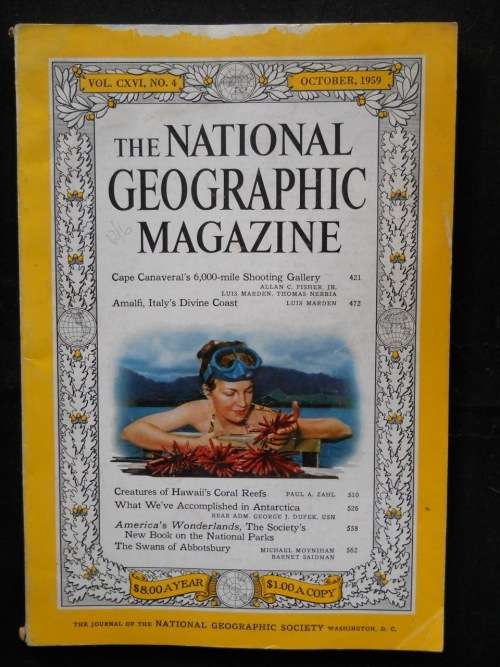 VOL. CXVI, NO. 4 OCTOBER, 1959
THE NATIONAL
GEOGRAPHIC
MAGAZINE
Cape Canaveral's 6,000-mile Shooting Gallery 421
ALLAN C. FISHER, JR.
LUIS MARDEN, THOMAS NEBBIA
Amalfi, Italy's Divine Coast LUIS MARDEN 472
Creatures of Hawaii's Coral Reefs PAUL A. ZAHL 510
What We've Accomplished in Antarctica 526
REAR ADM. GEORGE J. DUFEK, USN
America's Wonderlands, The Society's 558
New Book on the National Parks
The Swans of Abbotsbury MICHAEL MOYNIHAN 562
BARNET SAIDMAN
$8.00 A YEAR $1.00 A COPY
THE JOURNAL OF THE NATIONAL GEOGRAPHIC SOCIETY WASHINGTON, D. C.